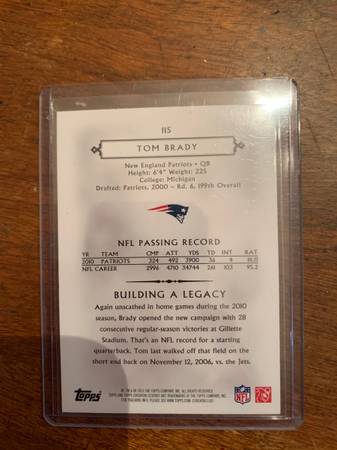 115
TOM BRADY
New England Patriots • QB
Height: 6'4" Weight: 225
College: Michigan
Drafted: Patriots, 2000 – Rd. 6, 199th Overall
NFL PASSING RECORD
YR TEAM CMP ATT YDS TD INT RAT
2010 PATRIOTS 324 492 3900 36 4 111.0
NFL CAREER 2996 4710 34744 261 103 95.2
BUILDING A LEGACY
Again unscathed in home games during the 2010
season, Brady opened the new campaign with 28
consecutive regular-season victories at Gillette
Stadium. That's an NFL record for a starting
quarterback. Tom last walked off that field on the
short end back on November 12, 2006, vs. the Jets.
Topps
NFL